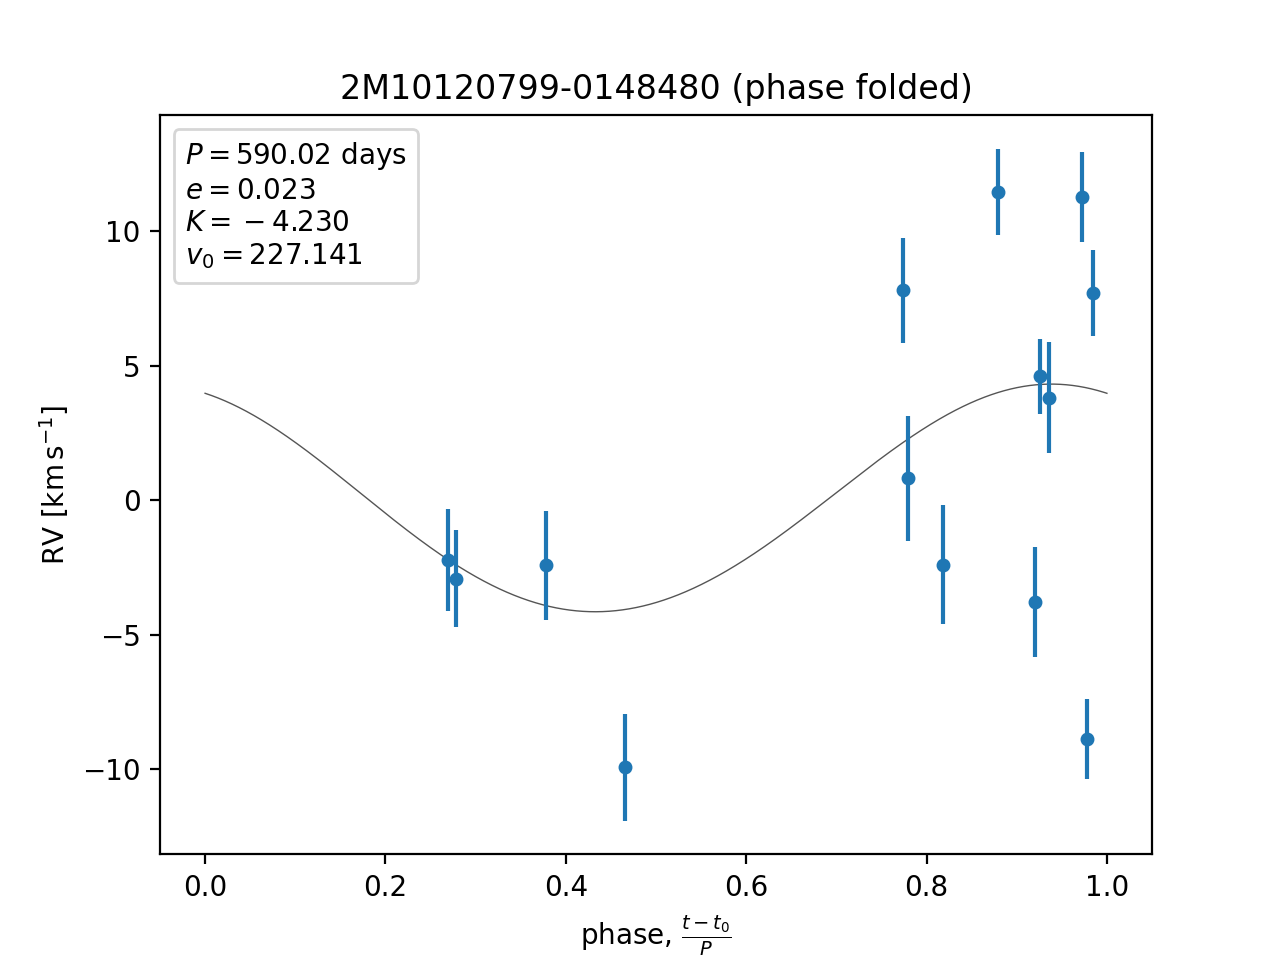 2M10120799-0148480 (phase folded)
P = 590.02 days
e = 0.023
K = −4.230
v₀ = 227.141
10
5
0
−5
−10
RV [km s⁻¹]
0.0 0.2 0.4 0.6 0.8 1.0
phase, (t − t₀)/P